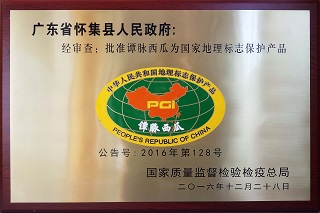 广东省怀集县人民政府:
经审查: 批准谭脉西瓜为国家地理标志保护产品
中华人民共和国地理标志保护产品
PGI
谭脉西瓜
PEOPLE'S REPUBLIC OF CHINA
公告号: 2016年第128号
国家质量监督检验检疫总局
二〇一六年十二月二十八日